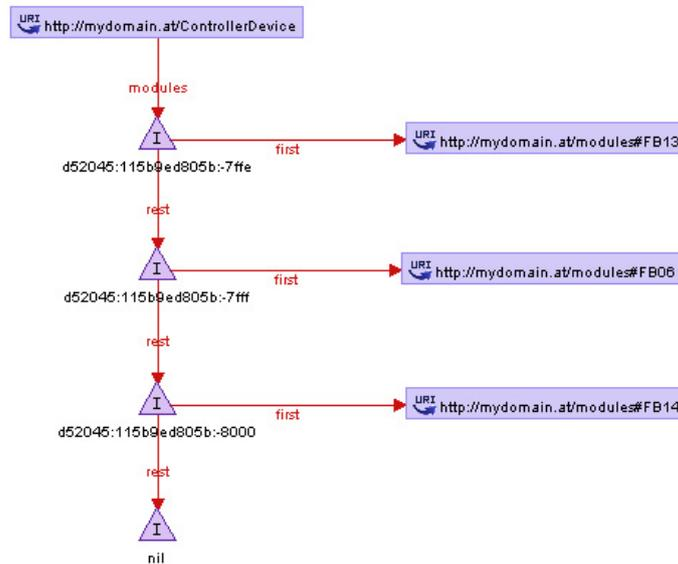 URI http://mydomain.at/ControllerDevice
modules
I
first
URI http://mydomain.at/modules#FB13
d52045:115b9ed805b:-7ffe
rest
I
first
URI http://mydomain.at/modules#FB06
d52045:115b9ed805b:-7fff
rest
I
first
URI http://mydomain.at/modules#FB14
d52045:115b9ed805b:-8000
rest
I
nil